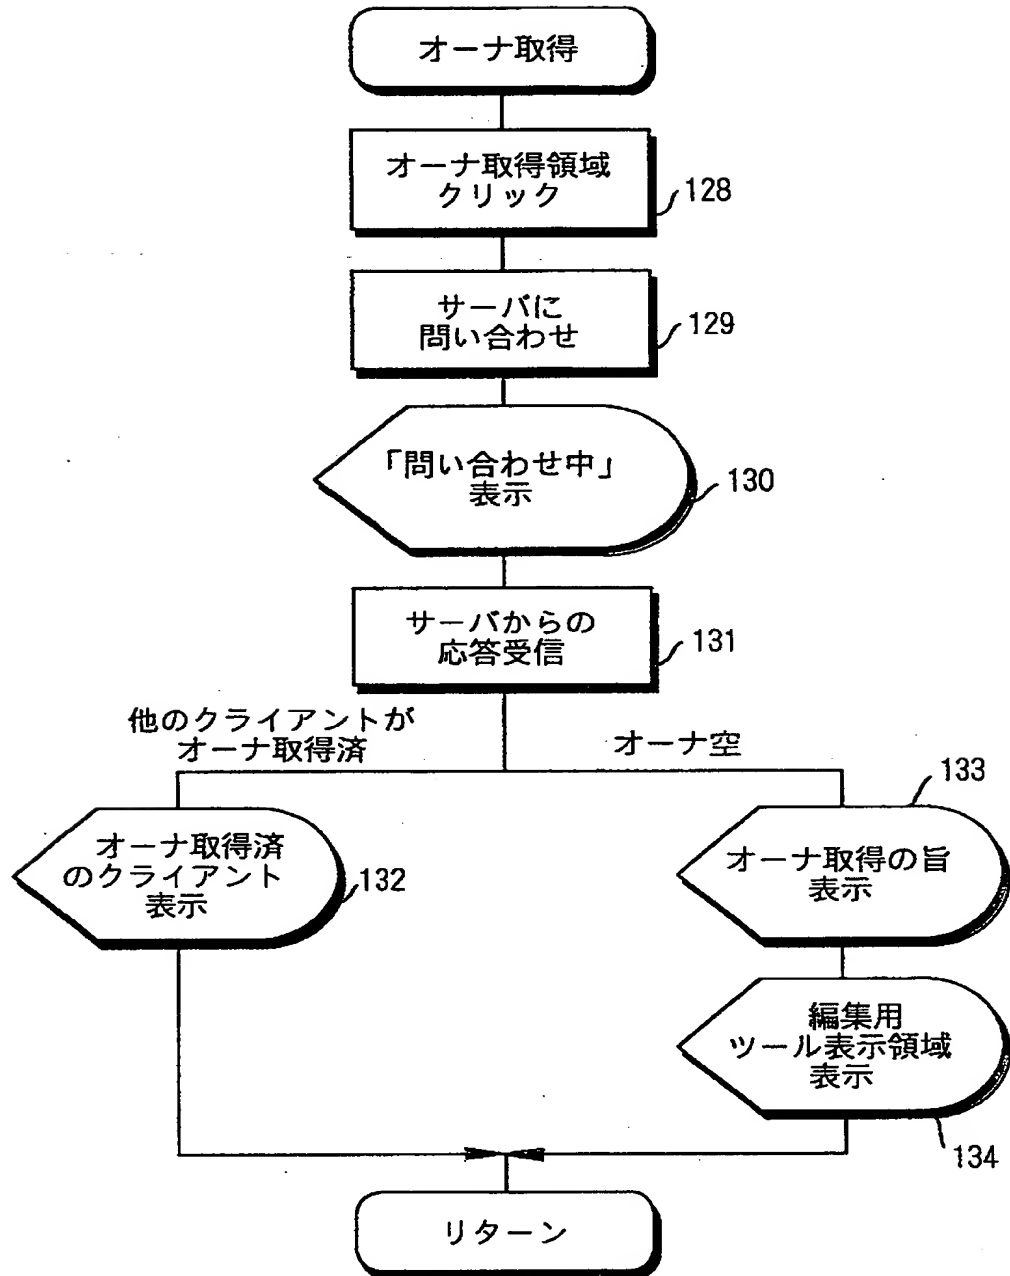 オーナ取得
オーナ取得領域
クリック
128
サーバに
問い合わせ
129
「問い合わせ中」
表示
130
サーバからの
応答受信
131
他のクライアントが
オーナ取得済
オーナ空
オーナ取得済
のクライアント
表示
132
133
オーナ取得の旨
表示
編集用
ツール表示領域
表示
134
リターン